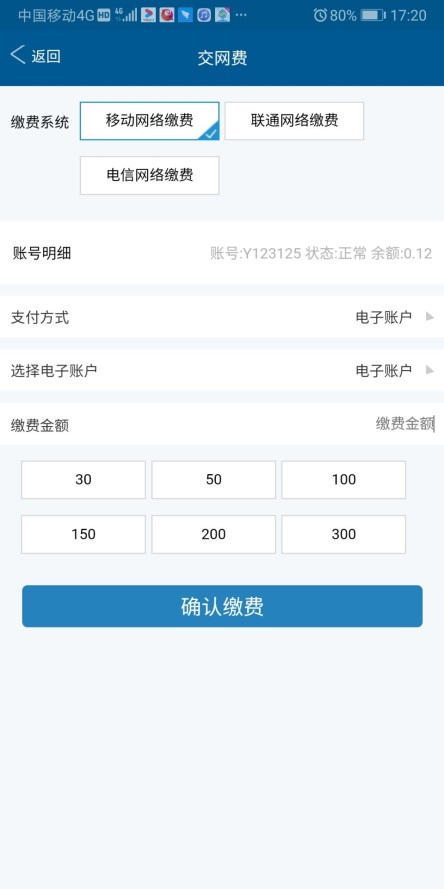 中国移动4G HD 4G 80% 17:20
返回 交网费
缴费系统 移动网络缴费 联通网络缴费
电信网络缴费
账号明细 账号:Y123125 状态:正常 余额:0.12
支付方式 电子账户
选择电子账户 电子账户
缴费金额 缴费金额
30 50 100
150 200 300
确认缴费